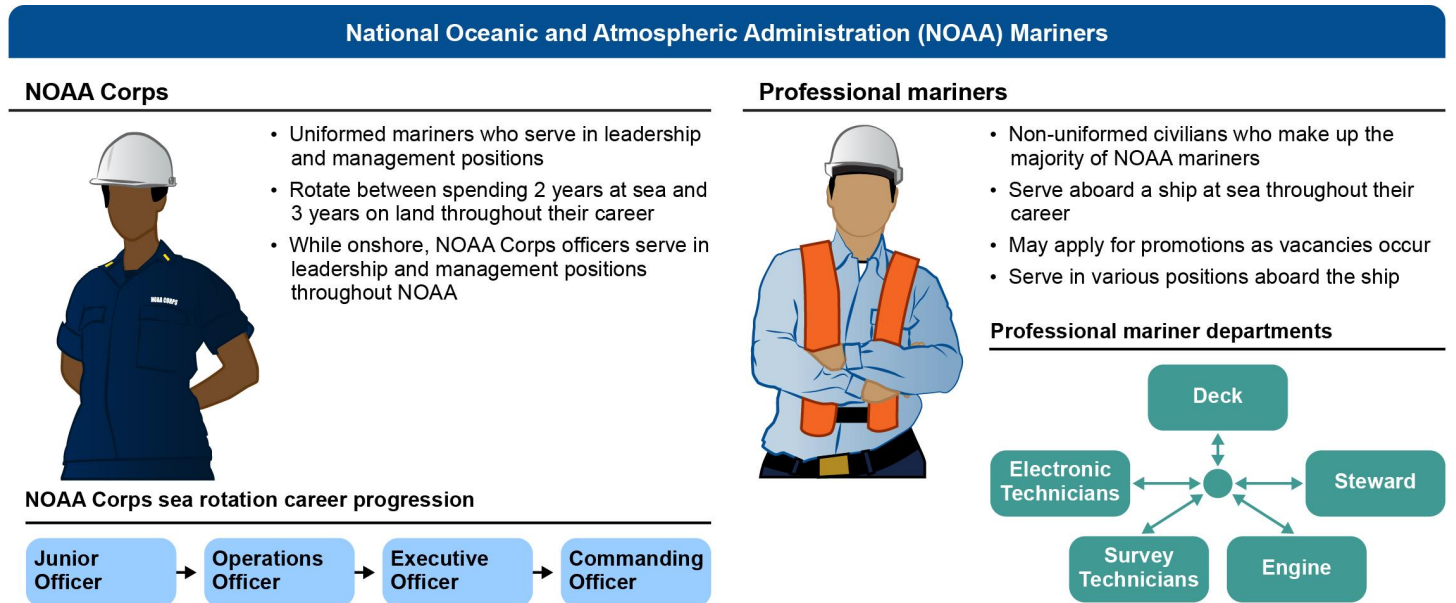 National Oceanic and Atmospheric Administration (NOAA) Mariners
NOAA Corps
NOAA CORPS
• Uniformed mariners who serve in leadership
and management positions
• Rotate between spending 2 years at sea and
3 years on land throughout their career
• While onshore, NOAA Corps officers serve in
leadership and management positions
throughout NOAA
NOAA Corps sea rotation career progression
Junior
Officer
Operations
Officer
Executive
Officer
Commanding
Officer
Professional mariners
• Non-uniformed civilians who make up the
majority of NOAA mariners
• Serve aboard a ship at sea throughout their
career
• May apply for promotions as vacancies occur
• Serve in various positions aboard the ship
Professional mariner departments
Deck
Electronic
Technicians
Steward
Survey
Technicians
Engine